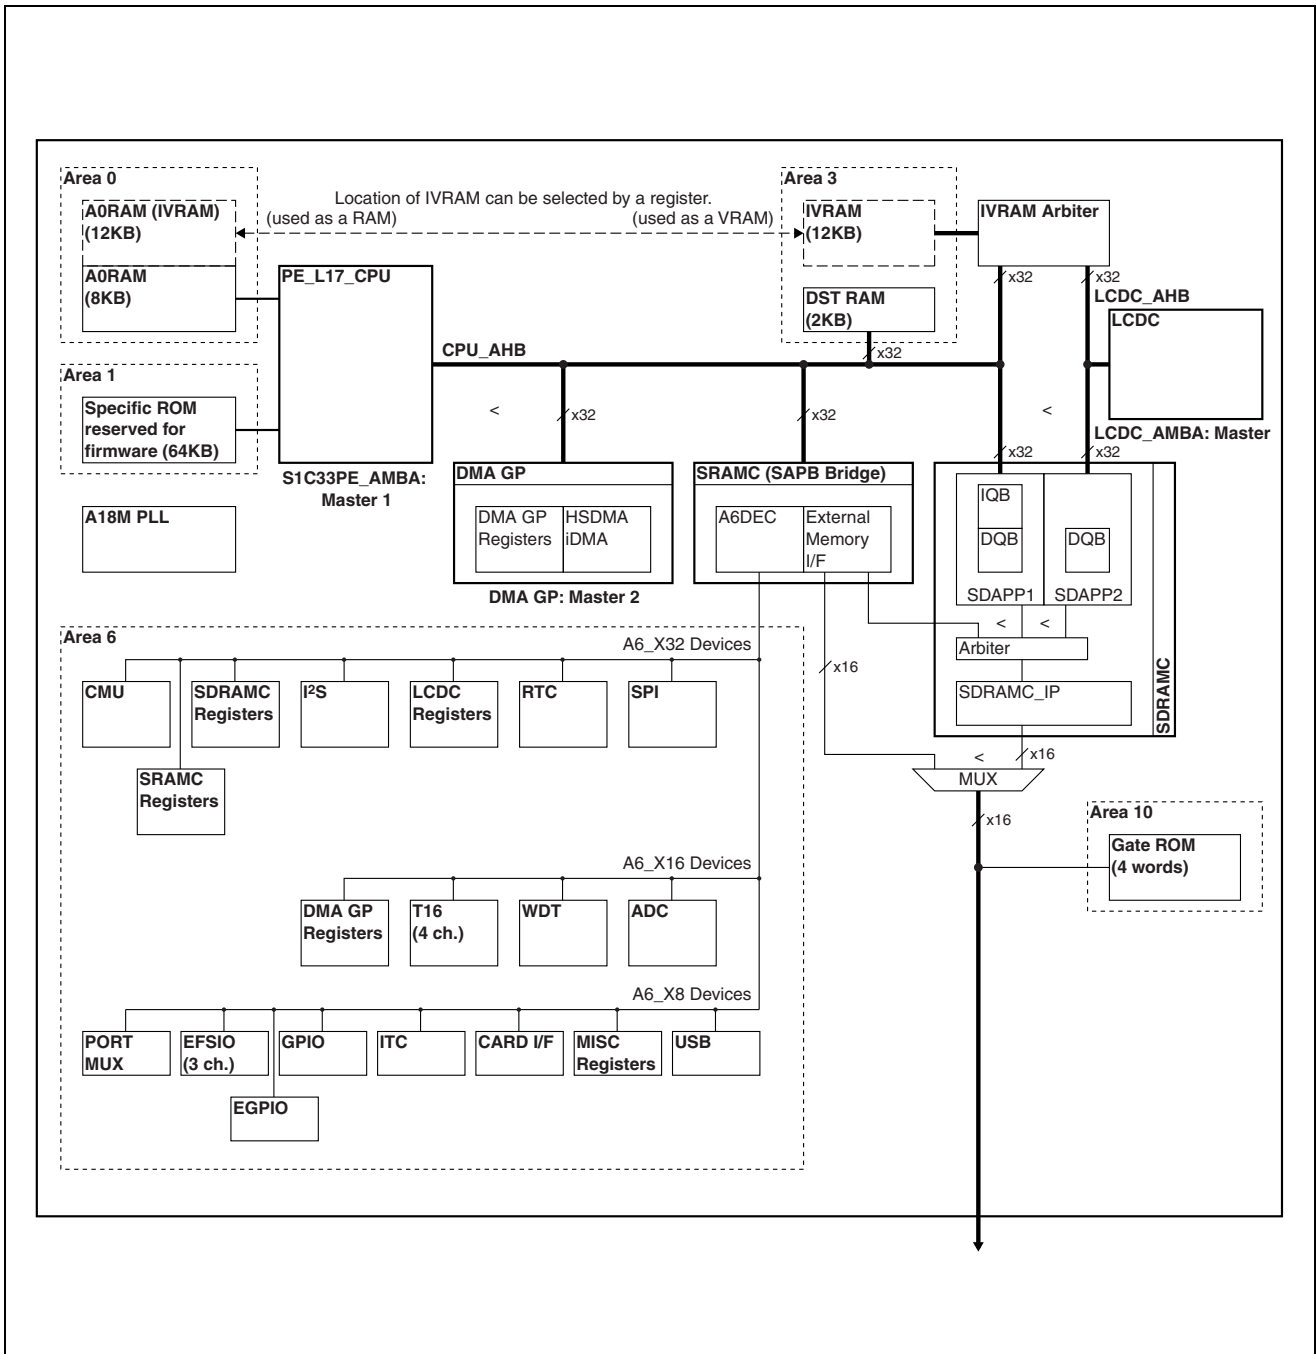 Area 0
Area 3
Location of IVRAM can be selected by a register.
(used as a RAM)
(used as a VRAM)
A0RAM (IVRAM)
(12KB)
IVRAM
(12KB)
IVRAM Arbiter
A0RAM
(8KB)
PE_L17_CPU
x32
x32
DST RAM
(2KB)
LCDC_AHB
LCDC
CPU_AHB
x32
Area 1
Specific ROM
reserved for
firmware (64KB)
<
x32
x32
<
LCDC_AMBA: Master
x32
x32
S1C33PE_AMBA:
Master 1
DMA GP
SRAMC (SAPB Bridge)
A18M PLL
DMA GP
Registers
HSDMA
iDMA
A6DEC
External
Memory
I/F
IQB
DQB
DQB
SDAPP1
SDAPP2
DMA GP: Master 2
<
<
Arbiter
SDRAMC_IP
SDRAMC
Area 6
A6_X32 Devices
x16
CMU
SDRAMC
Registers
I²S
LCDC
Registers
RTC
SPI
SRAMC
Registers
<
x16
MUX
x16
Area 10
Gate ROM
(4 words)
A6_X16 Devices
DMA GP
Registers
T16
(4 ch.)
WDT
ADC
A6_X8 Devices
PORT
MUX
EFSIO
(3 ch.)
GPIO
ITC
CARD I/F
MISC
Registers
USB
EGPIO